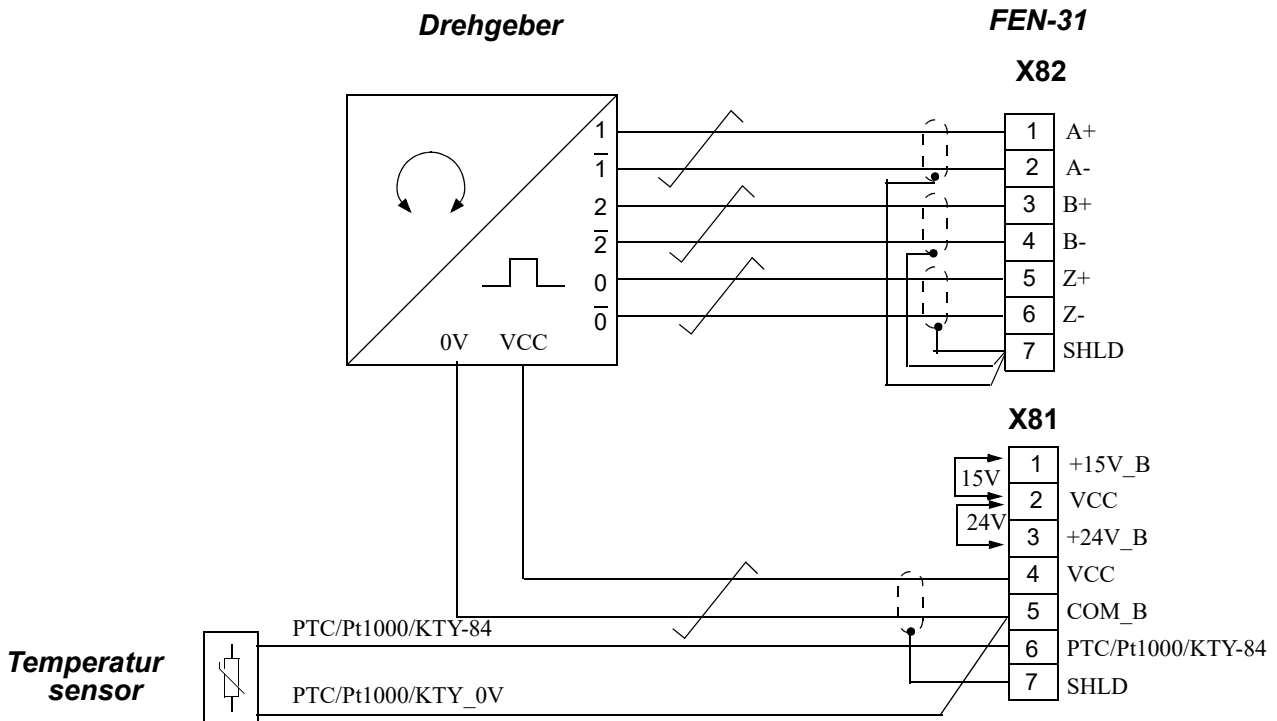 Drehgeber
FEN-31
X82
1
1
2
2
0
0
0V VCC
1 A+
2 A-
3 B+
4 B-
5 Z+
6 Z-
7 SHLD
X81
1 +15V_B
15V
2 VCC
24V
3 +24V_B
4 VCC
5 COM_B
PTC/Pt1000/KTY-84
6 PTC/Pt1000/KTY-84
7 SHLD
Temperatur
sensor
PTC/Pt1000/KTY_0V